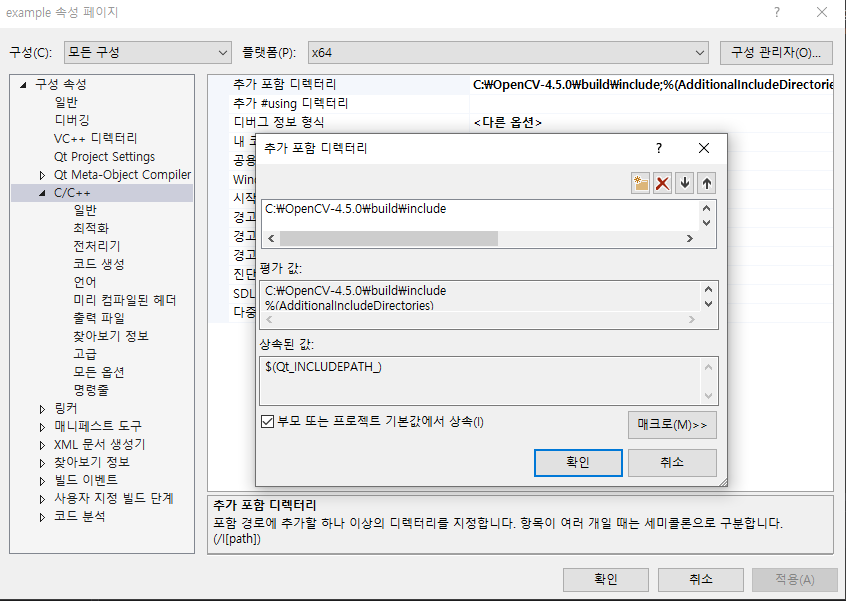 example 속성 페이지
?
구성(C):
모든 구성
플랫폼(P):
x64
구성 관리자(O)...
구성 속성
일반
디버깅
VC++ 디렉터리
Qt Project Settings
Qt Meta-Object Compiler
C/C++
일반
최적화
전처리기
코드 생성
언어
미리 컴파일된 헤더
출력 파일
찾아보기 정보
고급
모든 옵션
명령줄
링커
매니페스트 도구
XML 문서 생성기
찾아보기 정보
빌드 이벤트
사용자 지정 빌드 단계
코드 분석
추가 포함 디렉터리
C:₩OpenCV-4.5.0₩build₩include;%(AdditionalIncludeDirectorie
추가 #using 디렉터리
디버그 정보 형식
<다른 옵션>
내
공용
Win
시작
경고
경고
경고
진단
SDL
다중
추가 포함 디렉터리
?
C:₩OpenCV-4.5.0₩build₩include
평가 값:
C:₩OpenCV-4.5.0₩build₩include
%(AdditionalIncludeDirectories)
상속된 값:
$(Qt_INCLUDEPATH_)
부모 또는 프로젝트 기본값에서 상속(I)
매크로(M)>>
확인
취소
추가 포함 디렉터리
포함 경로에 추가할 하나 이상의 디렉터리를 지정합니다. 항목이 여러 개일 때는 세미콜론으로 구분합니다.
(/I[path])
확인
취소
적용(A)